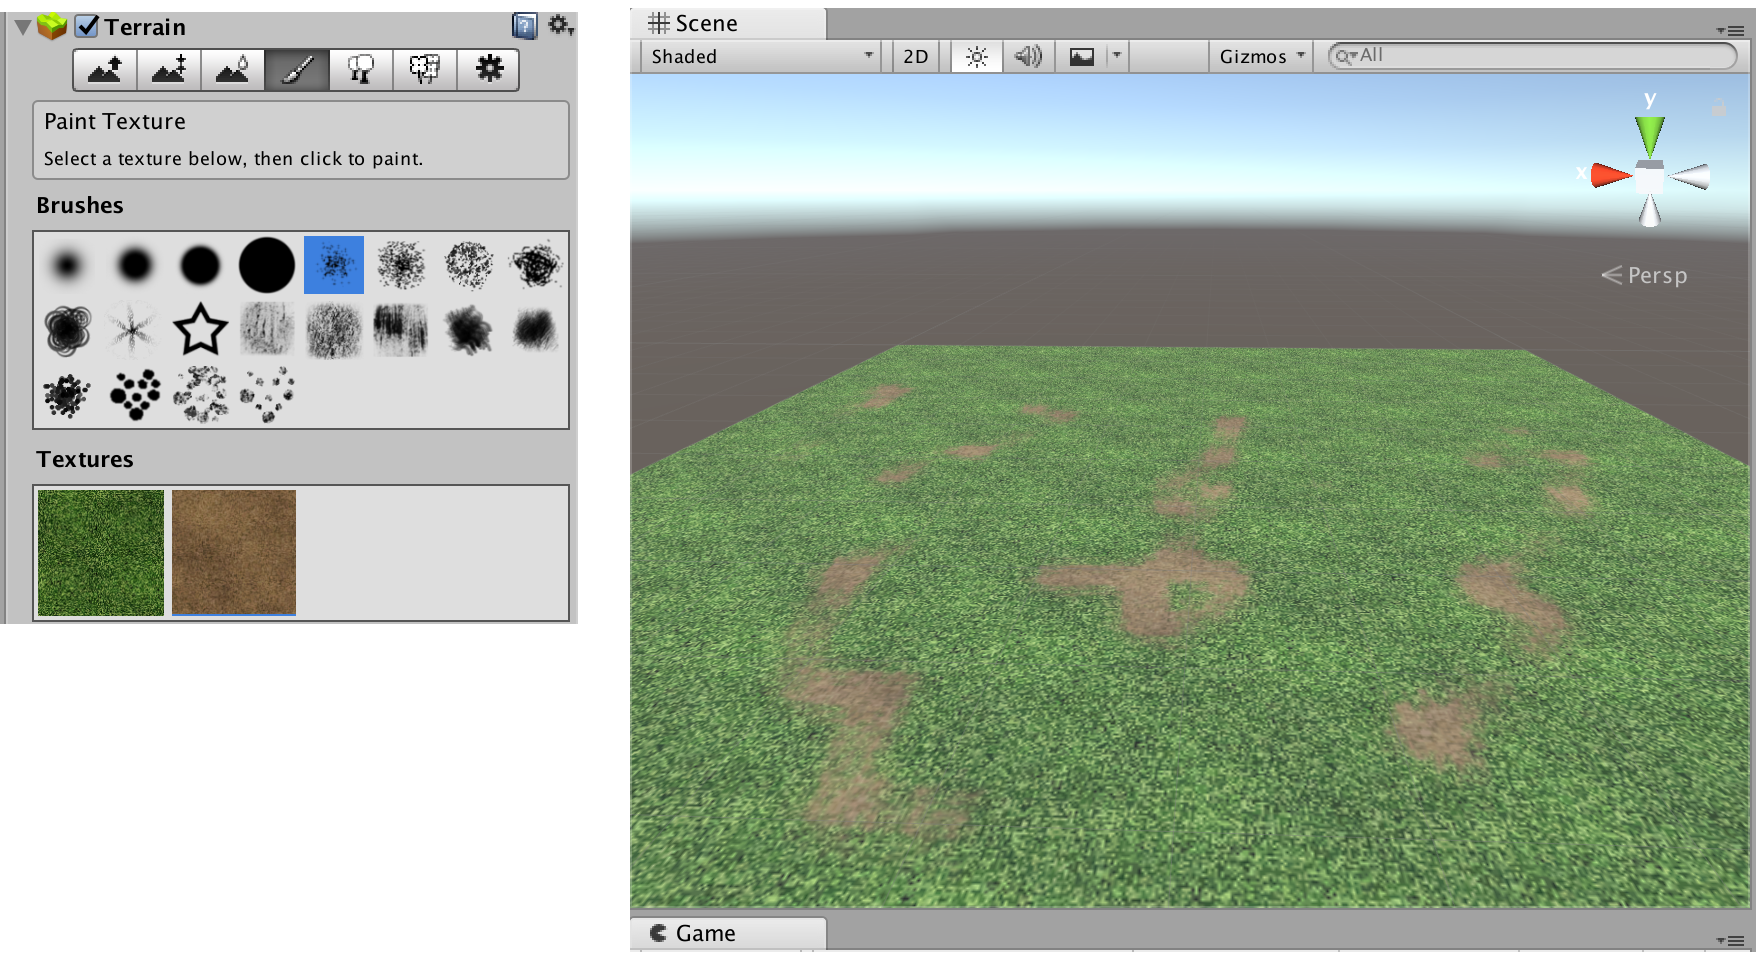 Terrain
Paint Texture
Select a texture below, then click to paint.
Brushes
Textures
Scene
Shaded
2D
Gizmos
All
y
x
Persp
Game